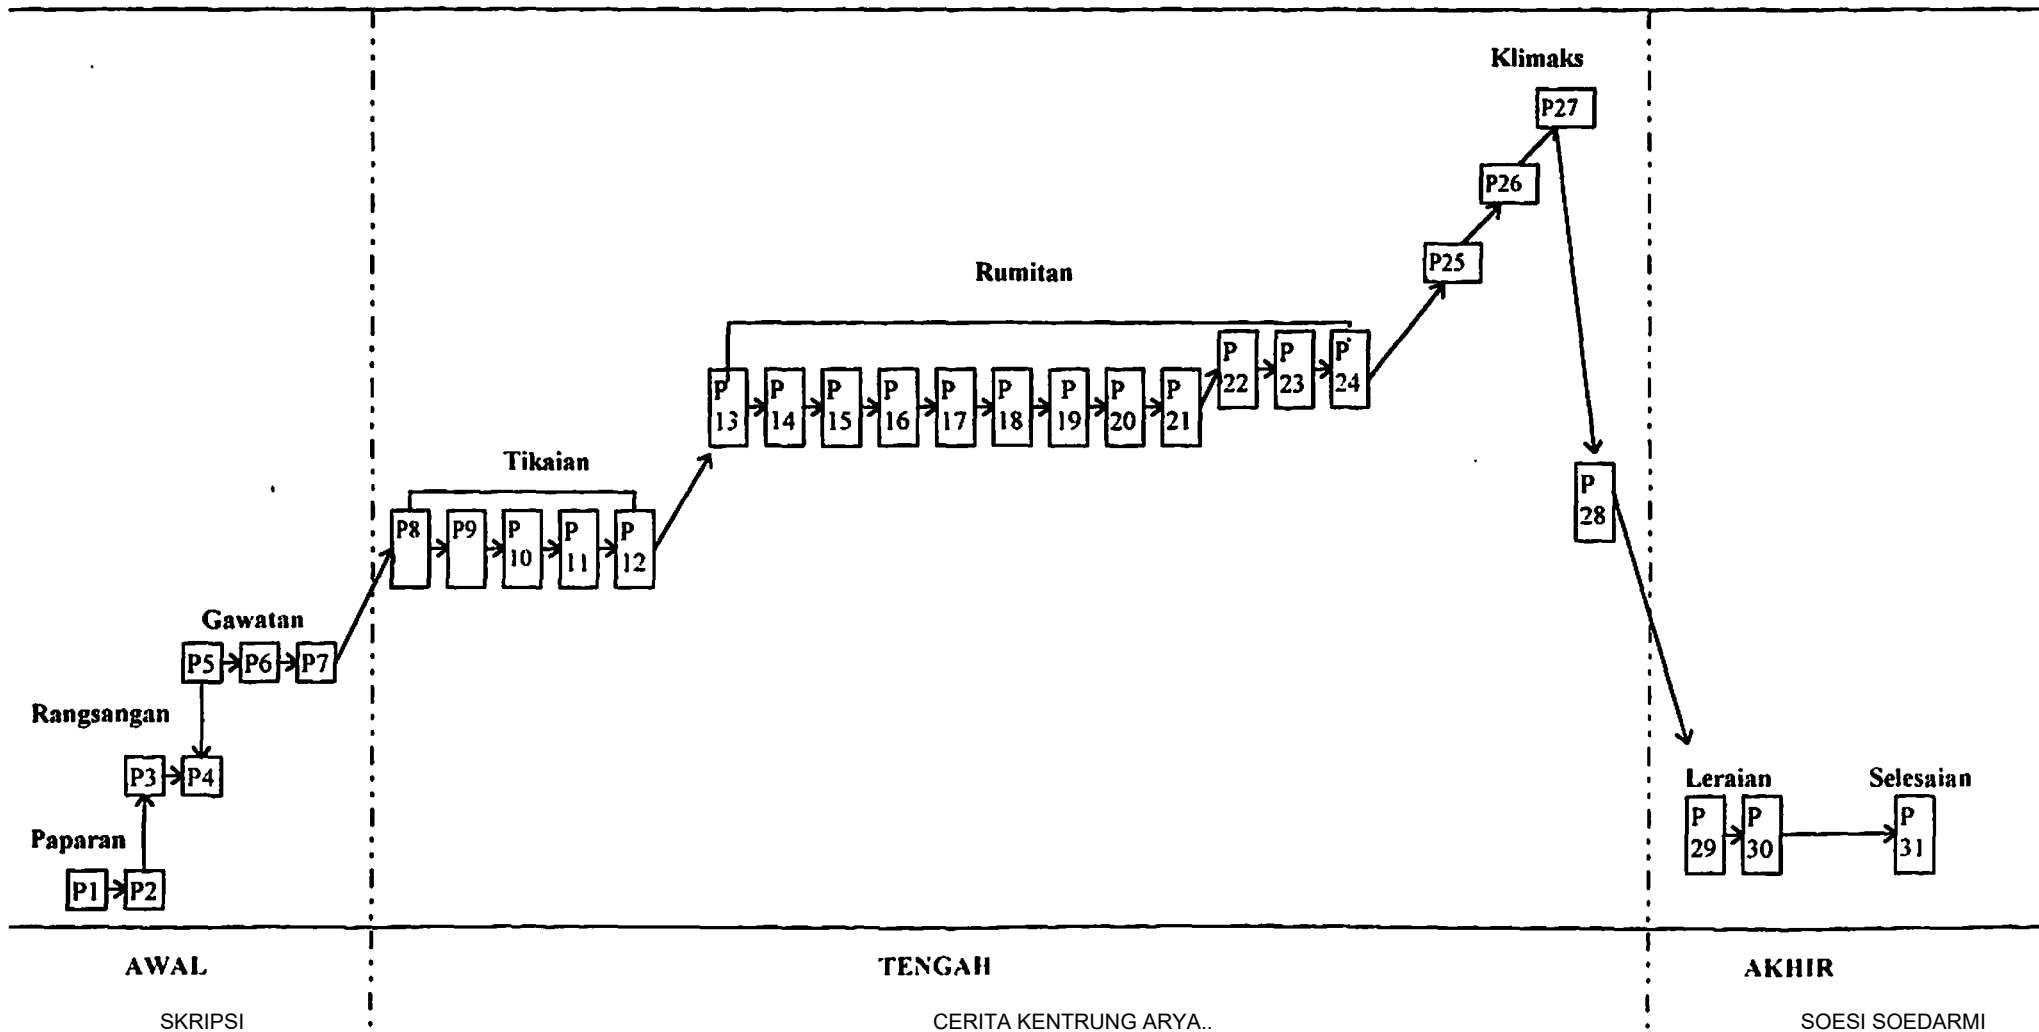 Klimaks
P27
P26
P25
Rumitan
P 22
P 23
P 24
P 13
P 14
P 15
P 16
P 17
P 18
P 19
P 20
P 21
Tikaian
P8
P9
P 10
P 11
P 12
P 28
Gawatan
P5
P6
P7
Rangsangan
P3
P4
Paparan
P1
P2
Leraian
Selesaian
P 29
P 30
P 31
AWAL
TENGAH
AKHIR
SKRIPSI
CERITA KENTRUNG ARYA..
SOESI SOEDARMI